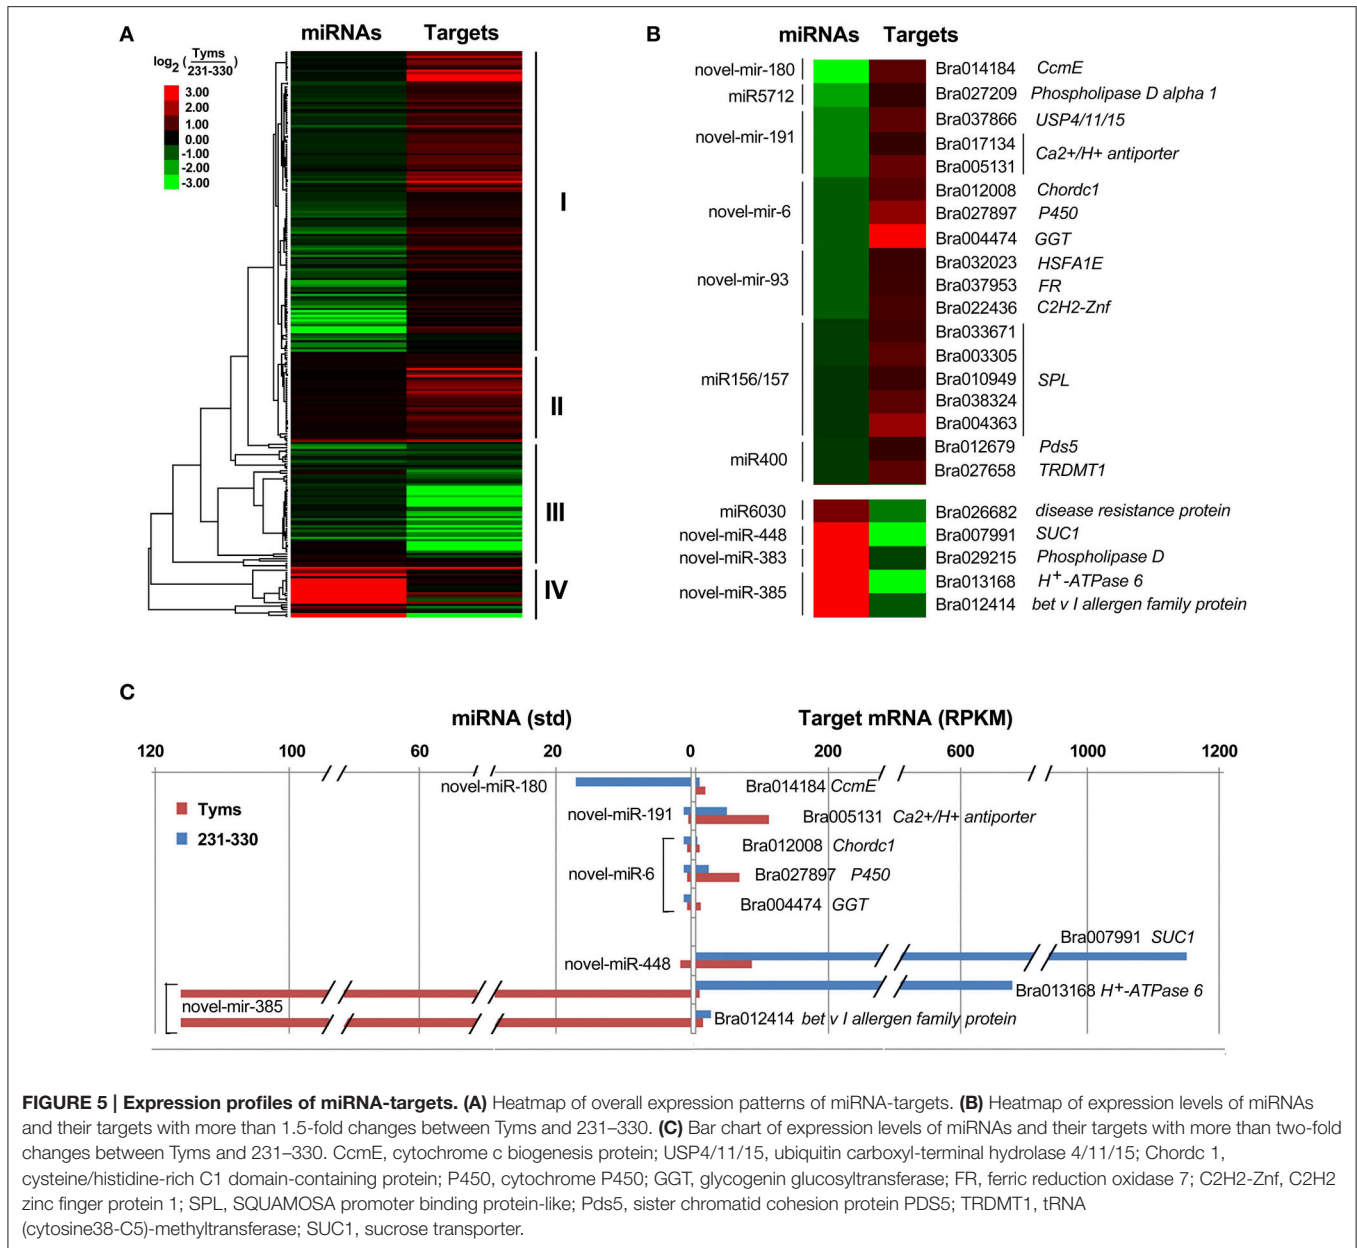 A
miRNAs Targets
log2 (Tyms/231-330)
3.00
2.00
1.00
0.00
-1.00
-2.00
-3.00
I
II
III
IV
B
miRNAs Targets
novel-mir-180 Bra014184 CcmE
miR5712 Bra027209 Phospholipase D alpha 1
novel-mir-191 Bra037866 USP4/11/15
Bra017134
Ca2+/H+ antiporter
Bra005131
Bra012008 Chordc1
novel-mir-6 Bra027897 P450
Bra004474 GGT
Bra032023 HSFA1E
novel-mir-93 Bra037953 FR
Bra022436 C2H2-Znf
Bra033671
Bra003305
miR156/157 Bra010949 SPL
Bra038324
Bra004363
Bra012679 Pds5
miR400
Bra027658 TRDMT1
miR6030 Bra026682 disease resistance protein
novel-miR-448 Bra007991 SUC1
novel-miR-383 Bra029215 Phospholipase D
novel-miR-385 Bra013168 H+-ATPase 6
Bra012414 bet v I allergen family protein
C
miRNA (std) Target mRNA (RPKM)
120 100 60 20 0 200 600 1000 1200
novel-miR-180 Bra014184 CcmE
Tyms
231-330
novel-miR-191 Bra005131 Ca2+/H+ antiporter
Bra012008 Chordc1
novel-miR-6 Bra027897 P450
Bra004474 GGT
Bra007991 SUC1
novel-miR-448
novel-mir-385 Bra013168 H+-ATPase 6
Bra012414 bet v I allergen family protein
FIGURE 5 | Expression profiles of miRNA-targets. (A) Heatmap of overall expression patterns of miRNA-targets. (B) Heatmap of expression levels of miRNAs
and their targets with more than 1.5-fold changes between Tyms and 231–330. (C) Bar chart of expression levels of miRNAs and their targets with more than two-fold
changes between Tyms and 231–330. CcmE, cytochrome c biogenesis protein; USP4/11/15, ubiquitin carboxyl-terminal hydrolase 4/11/15; Chordc 1,
cysteine/histidine-rich C1 domain-containing protein; P450, cytochrome P450; GGT, glycogenin glucosyltransferase; FR, ferric reduction oxidase 7; C2H2-Znf, C2H2
zinc finger protein 1; SPL, SQUAMOSA promoter binding protein-like; Pds5, sister chromatid cohesion protein PDS5; TRDMT1, tRNA
(cytosine38-C5)-methyltransferase; SUC1, sucrose transporter.